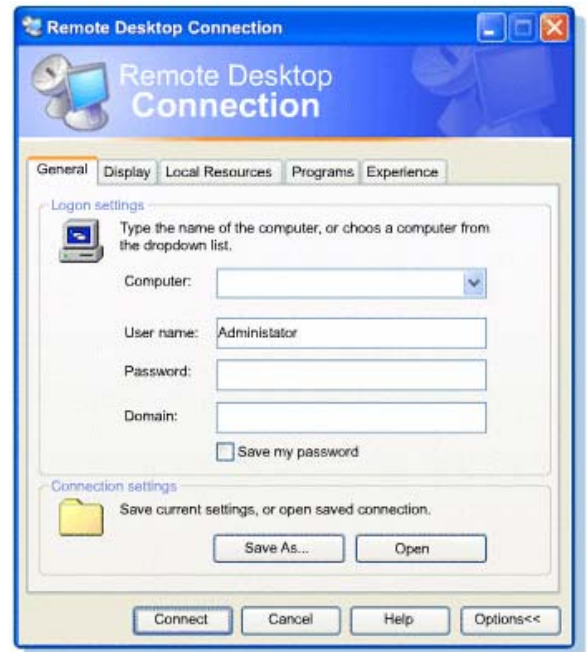 Remote Desktop Connection
Remote Desktop
Connection
General Display Local Resources Programs Experience
Logon settings
Type the name of the computer, or choos a computer from
the dropdown list.
Computer:
User name: Administator
Password:
Domain:
Save my password
Connection settings
Save current settings, or open saved connection.
Save As... Open
Connect Cancel Help Options<<